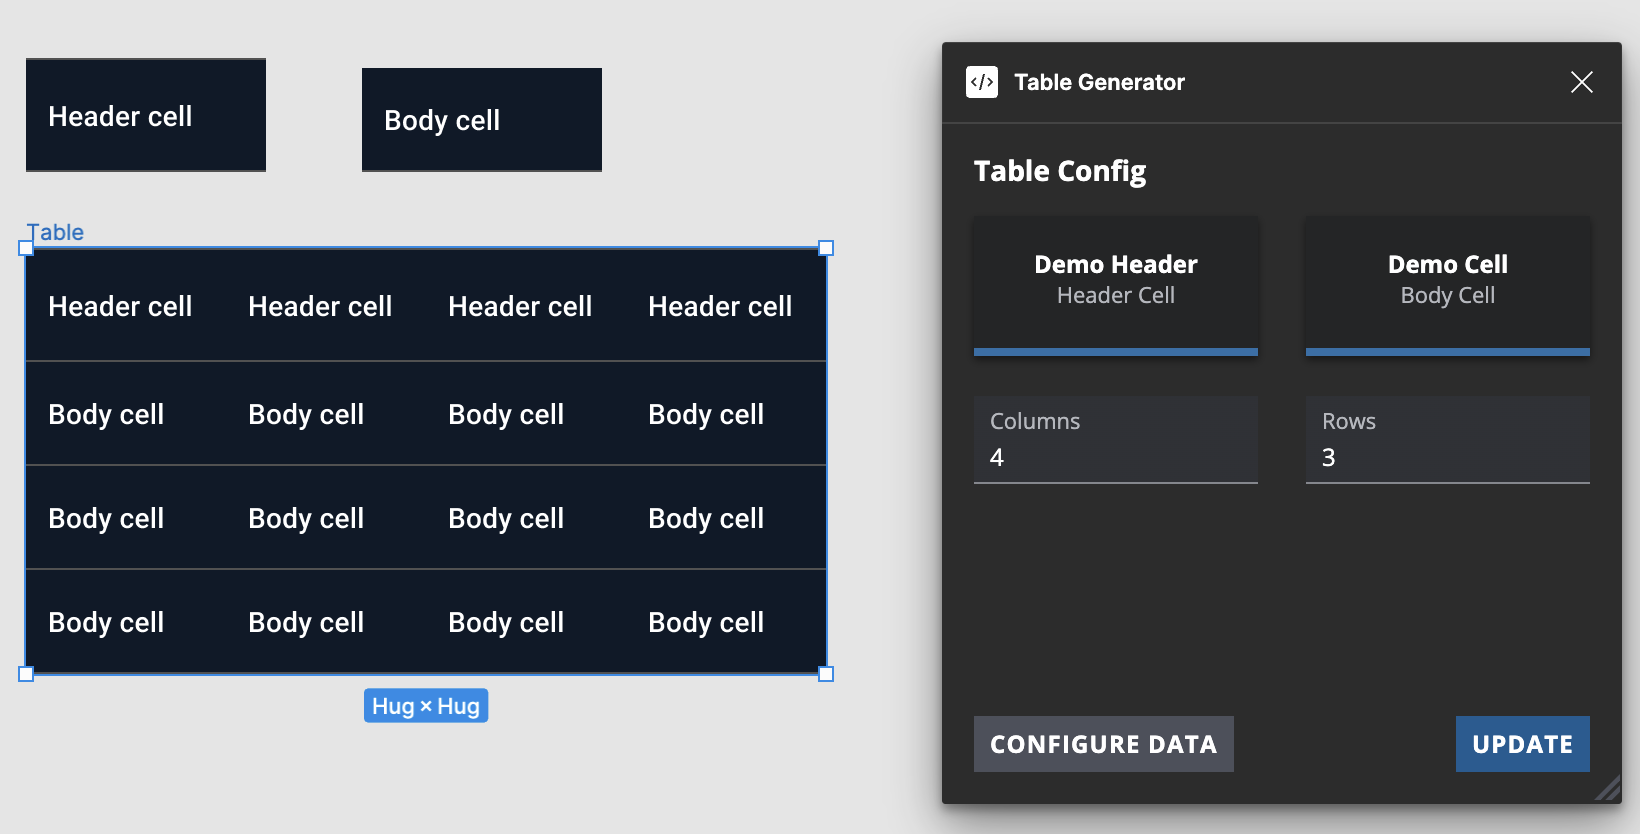 Header cell
Body cell
Table
Header cell Header cell Header cell Header cell
Body cell Body cell Body cell Body cell
Body cell Body cell Body cell Body cell
Body cell Body cell Body cell Body cell
Hug × Hug
</> Table Generator
Table Config
Demo Header
Header Cell
Demo Cell
Body Cell
Columns
4
Rows
3
CONFIGURE DATA
UPDATE